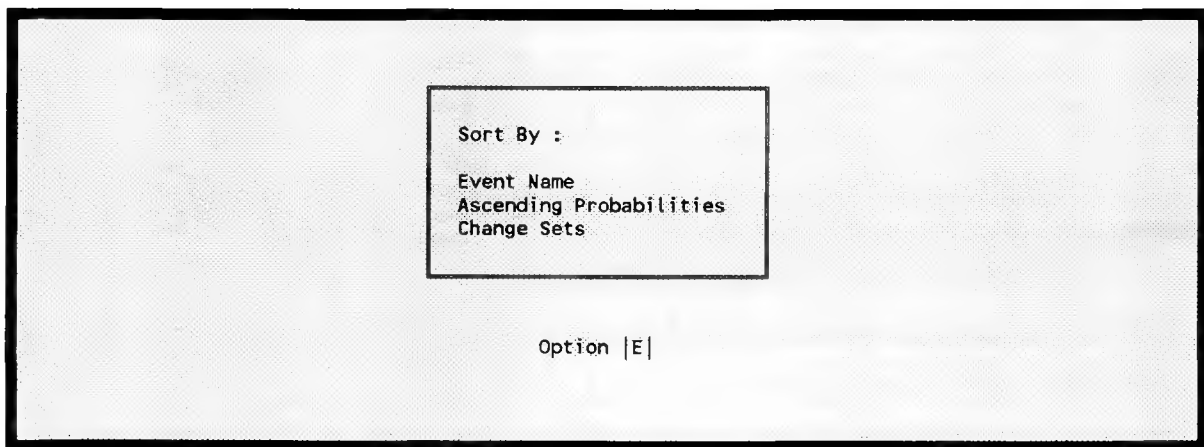 Sort By :
Event Name
Ascending Probabilities
Change Sets
Option |E|